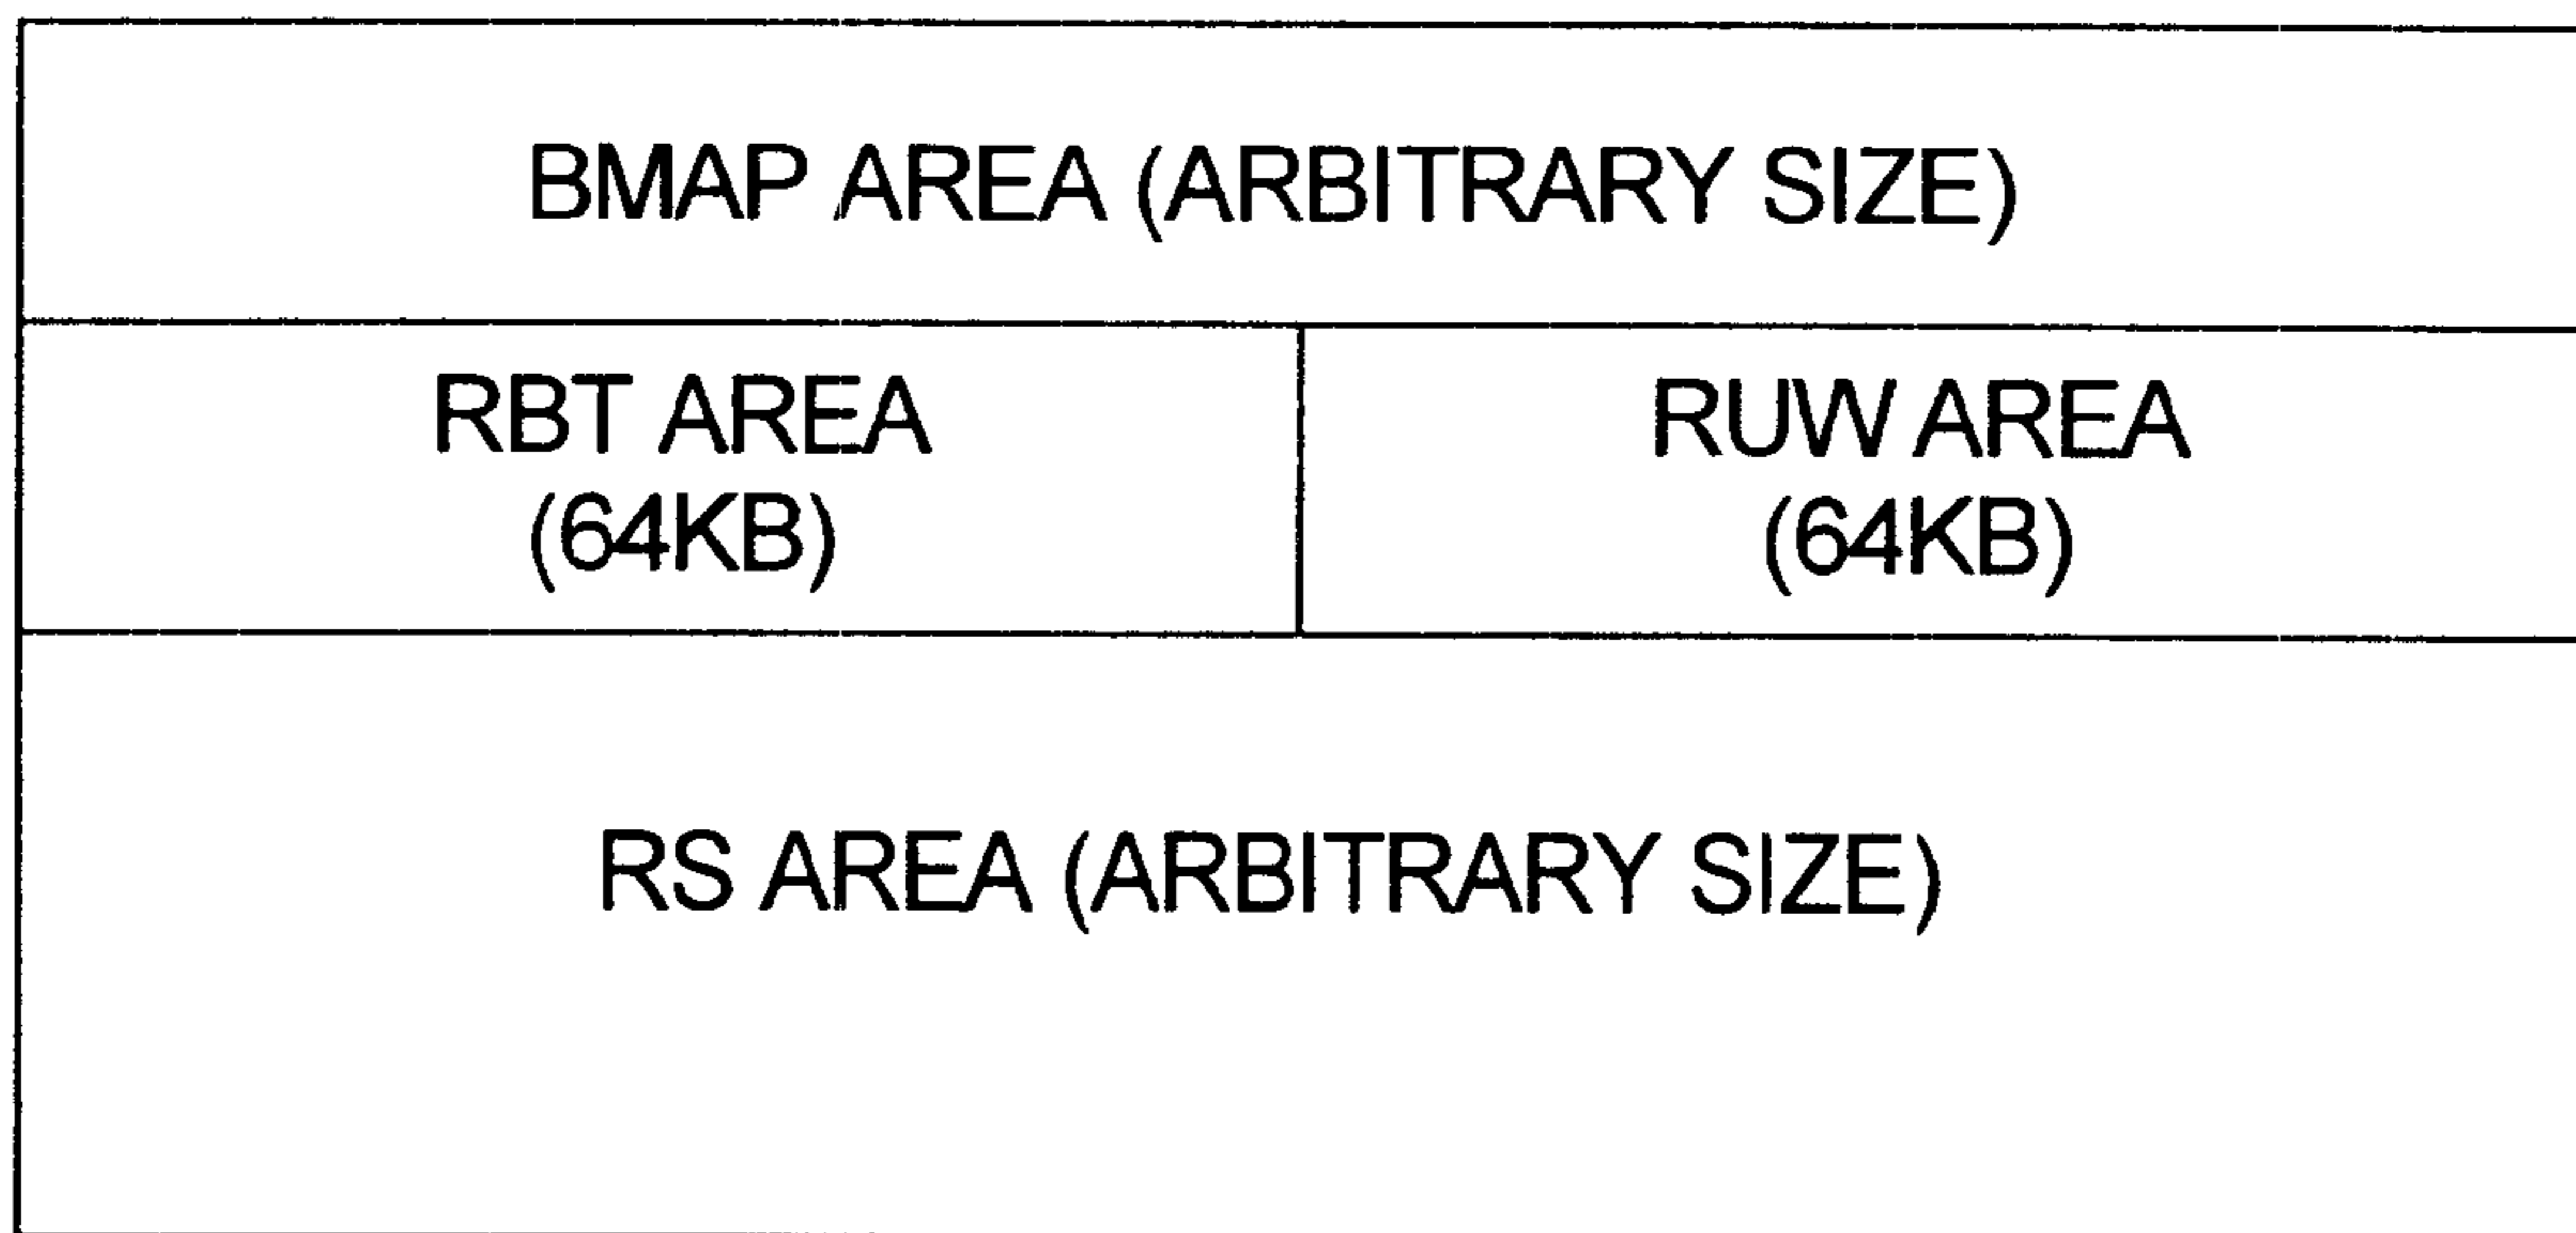 BMAP AREA (ARBITRARY SIZE)
RBT AREA
(64KB)
RUW AREA
(64KB)
RS AREA (ARBITRARY SIZE)